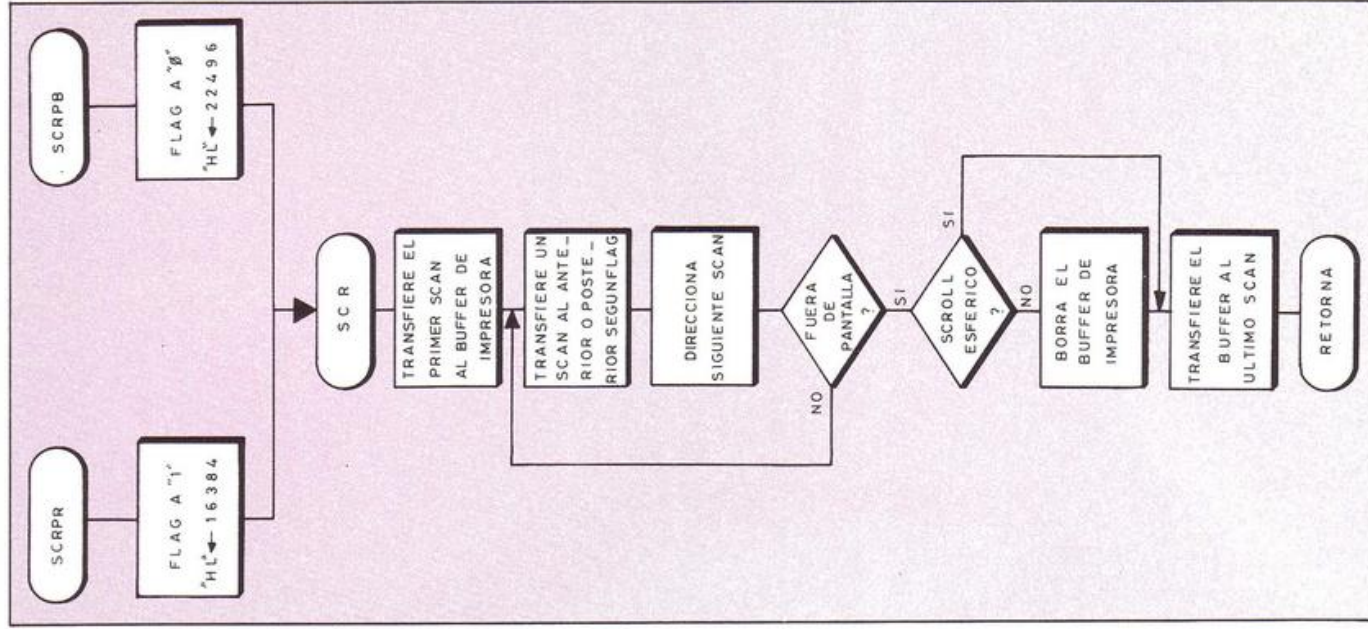 SCRPR
SCRPB
FLAG A "1"
"HL"← 16384
FLAG A "Ø"
"HL"← 22496
SCR
TRANSFIERE EL
PRIMER SCAN
AL BUFFER DE
IMPRESORA
TRANSFIERE UN
SCAN AL ANTE_
RIOR O POSTE_
RIOR SEGUNFLAG
DIRECCIONA
SIGUIENTE SCAN
FUERA
DE
PANTALLA
?
NO
SI
SCROLL
ESFERICO
?
SI
NO
BORRA EL
BUFFER DE
IMPRESORA
TRANSFIERE EL
BUFFER AL
ULTIMO SCAN
RETORNA